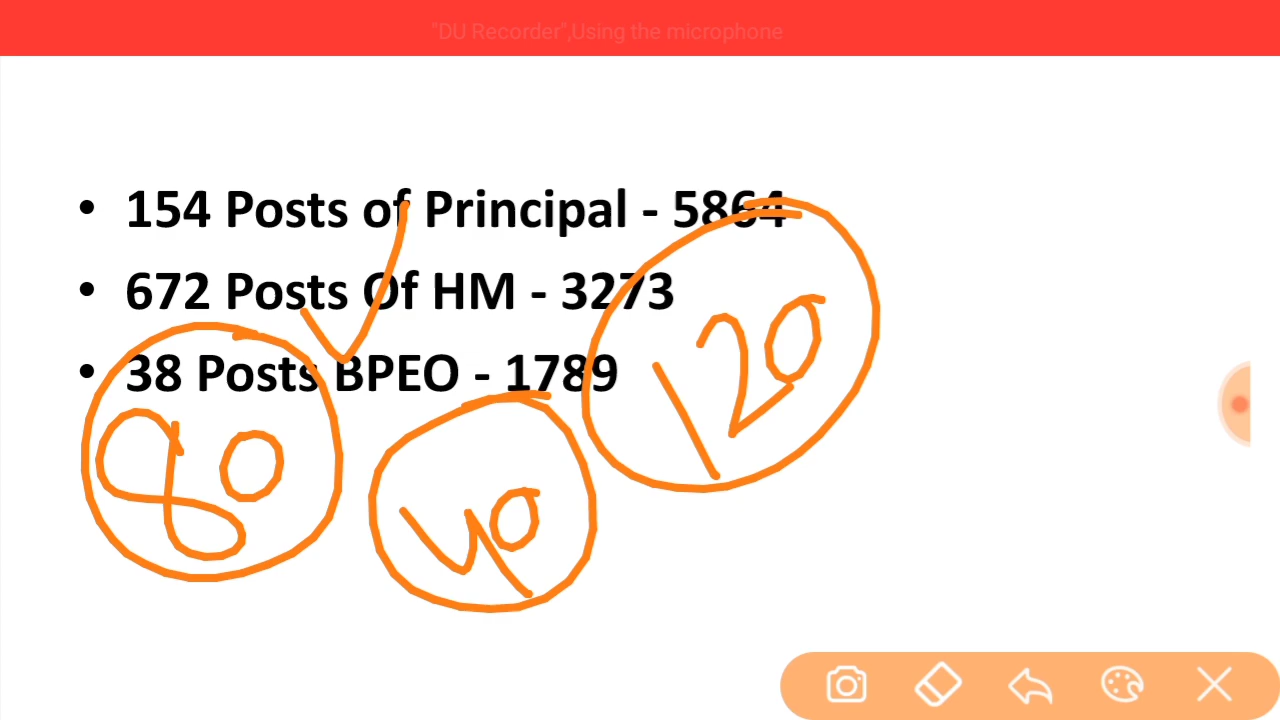 "DU Recorder",Using the microphone
• 154 Posts of Principal - 5864
• 672 Posts Of HM - 3273
• 38 Posts BPEO - 1789
120
80
40